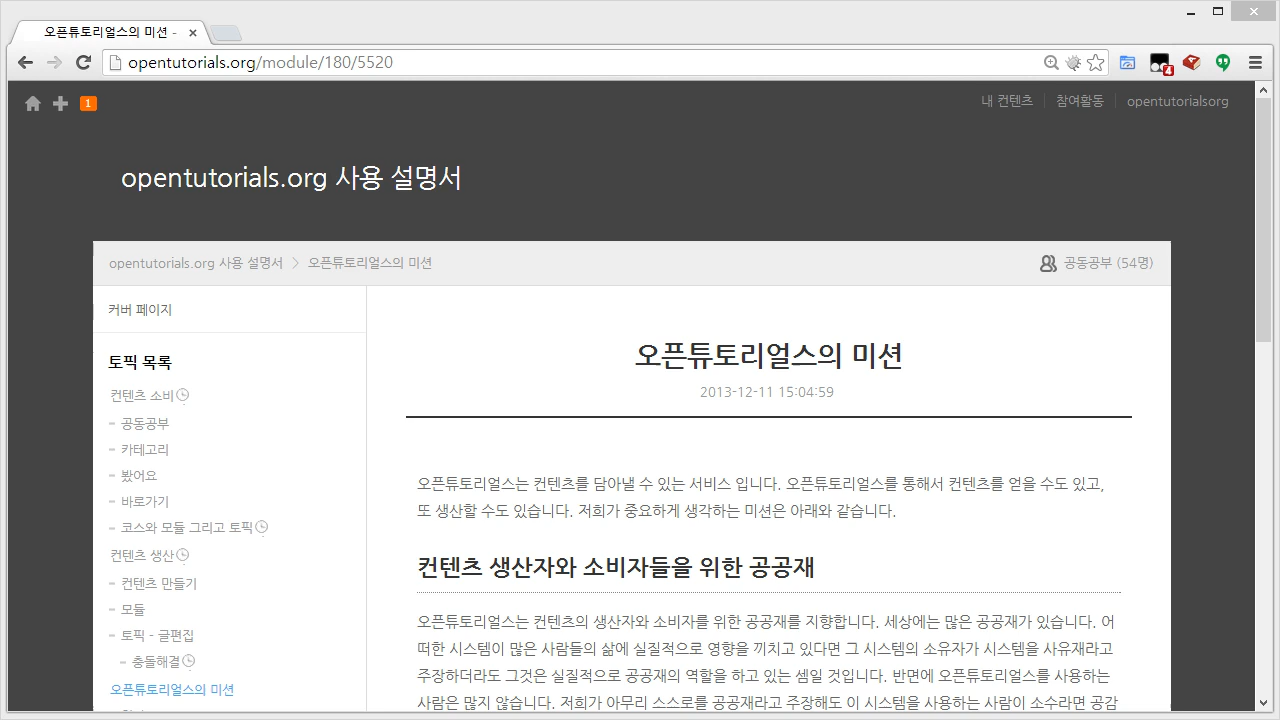 오픈튜토리얼스의 미션 -
opentutorials.org/module/180/5520
4
1
내 컨텐츠
참여활동
opentutorialsorg
opentutorials.org 사용 설명서
opentutorials.org 사용 설명서 > 오픈튜토리얼스의 미션
공동공부 (54명)
커버 페이지
토픽 목록
컨텐츠 소비
- 공동공부
- 카테고리
- 봤어요
- 바로가기
- 코스와 모듈 그리고 토픽
컨텐츠 생산
- 컨텐츠 만들기
- 모듈
- 토픽 - 글편집
- 충돌해결
오픈튜토리얼스의 미션
오픈튜토리얼스의 미션
2013-12-11 15:04:59
오픈튜토리얼스는 컨텐츠를 담아낼 수 있는 서비스 입니다. 오픈튜토리얼스를 통해서 컨텐츠를 얻을 수도 있고,
또 생산할 수도 있습니다. 저희가 중요하게 생각하는 미션은 아래와 같습니다.
컨텐츠 생산자와 소비자들을 위한 공공재
오픈튜토리얼스는 컨텐츠의 생산자와 소비자를 위한 공공재를 지향합니다. 세상에는 많은 공공재가 있습니다. 어
떠한 시스템이 많은 사람들의 삶에 실질적으로 영향을 끼치고 있다면 그 시스템의 소유자가 시스템을 사유재라고
주장하더라도 그것은 실질적으로 공공재의 역할을 하고 있는 셈일 것입니다. 반면에 오픈튜토리얼스를 사용하는
사람은 많지 않습니다. 저희가 아무리 스스로를 공공재라고 주장해도 이 시스템을 사용하는 사람이 소수라면 공감